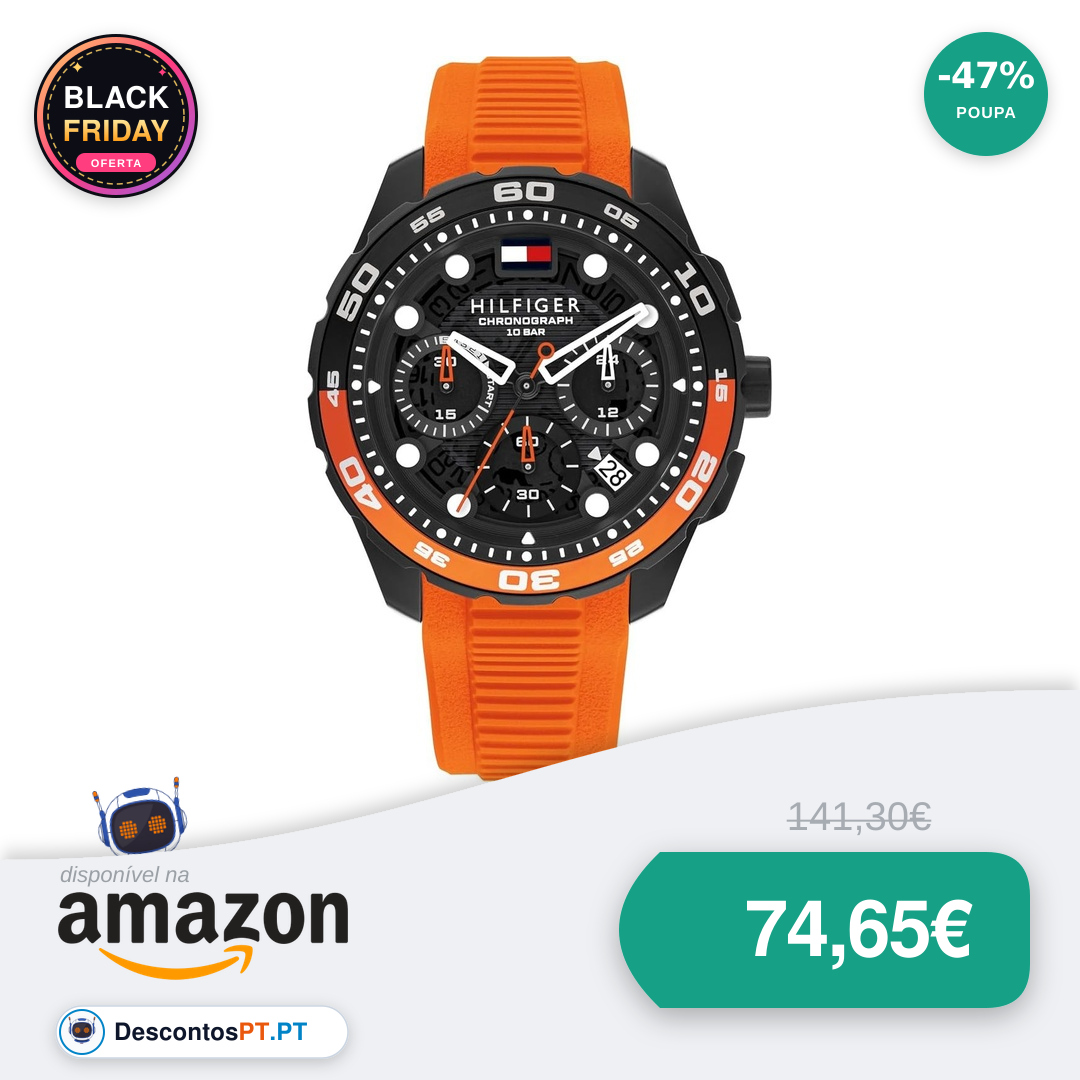 BLACK
FRIDAY
OFERTA
-47%
POUPA
60
55
05
50
10
HILFIGER
CHRONOGRAPH
10 BAR
30
24
45
15
START
15
12
60
40
20
28
30
35
25
30
141,30€
disponível na
amazon
74,65€
DescontosPT.PT